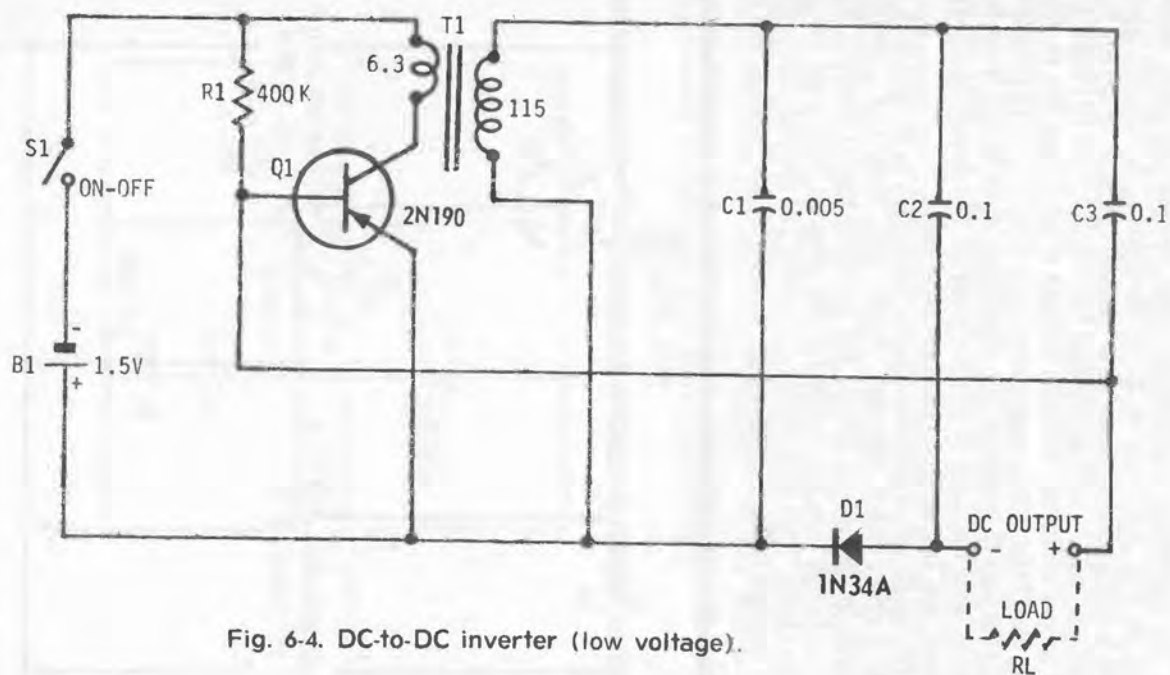 T1
6.3
R1
400K
115
S1
Q1
ON-OFF
2N190
C1
0.005
C2
0.1
C3
0.1
-
B1
1.5V
+
D1
DC OUTPUT
- +
1N34A
LOAD
RL
Fig. 6-4. DC-to-DC inverter (low voltage).